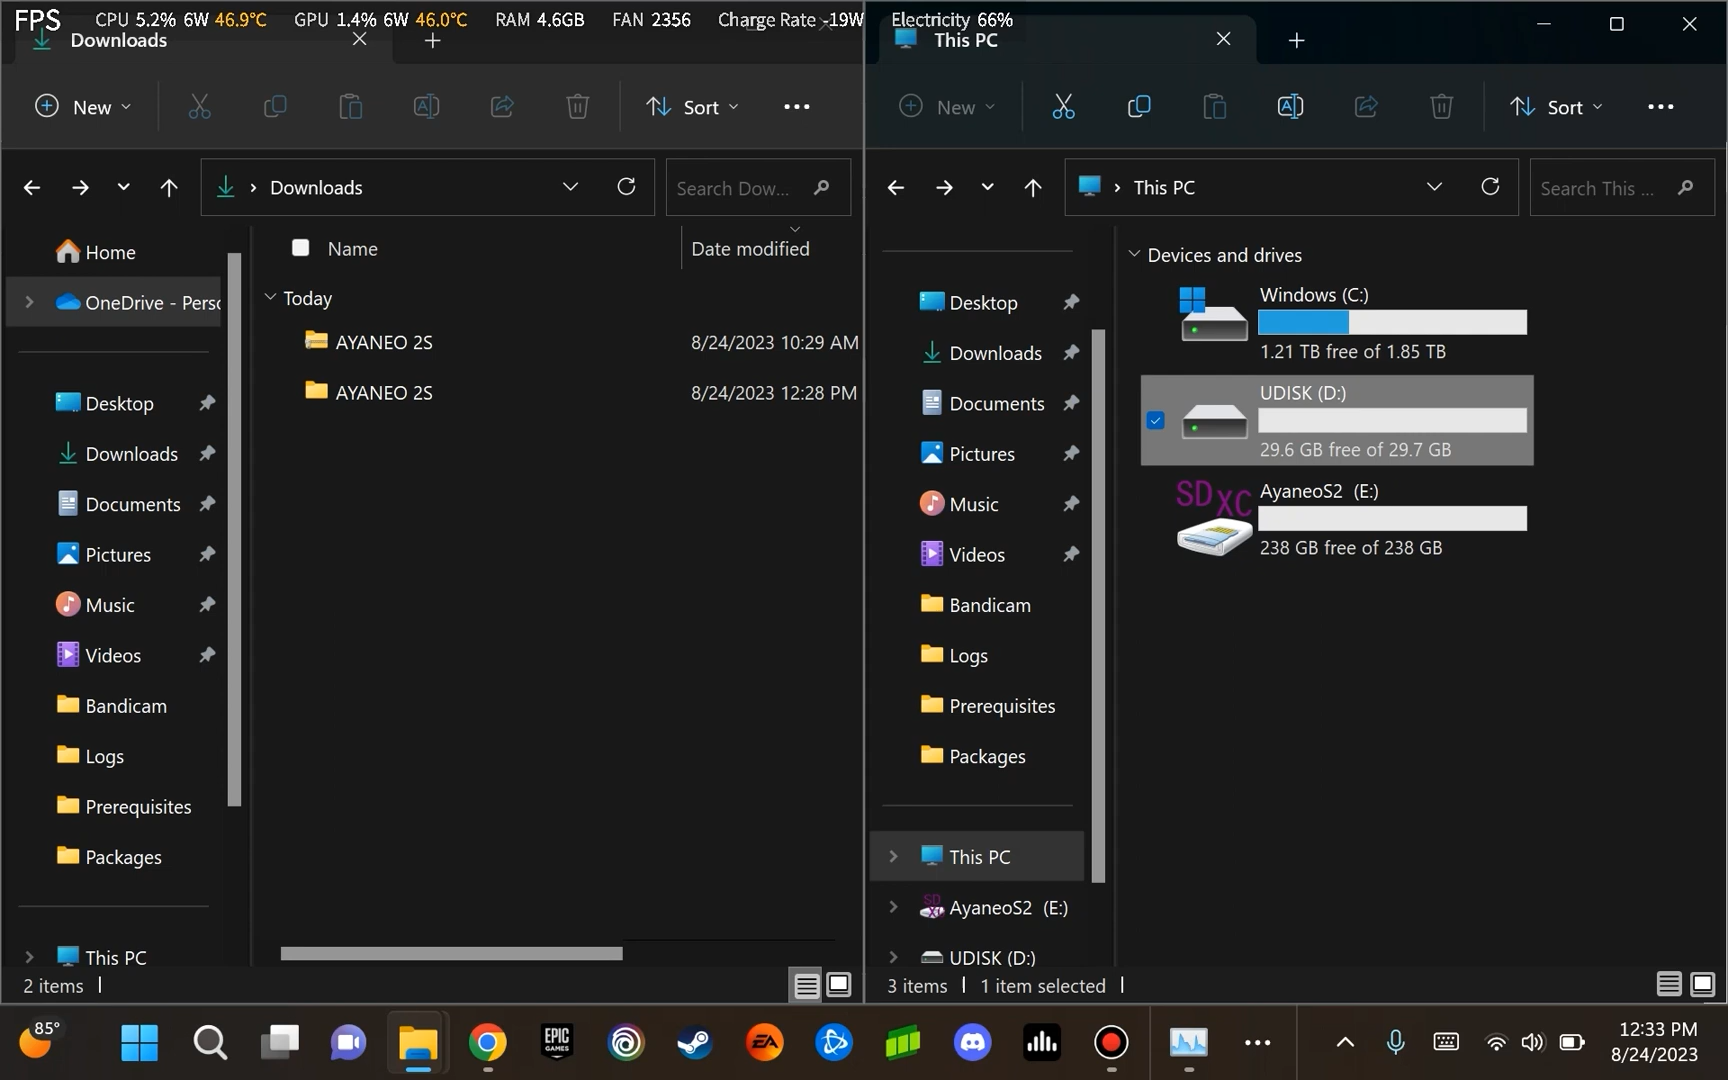 FPS CPU 5.2% 6W 46.9°C GPU 1.4% 6W 46.0°C RAM 4.6GB FAN 2356 Charge Rate -19W Electricity 66%
Downloads
New
Sort
Downloads
Search Dow...
Home
OneDrive - Perso
Desktop
Downloads
Documents
Pictures
Music
Videos
Bandicam
Logs
Prerequisites
Packages
This PC
Name Date modified
Today
AYANEO 2S 8/24/2023 10:29 AM
AYANEO 2S 8/24/2023 12:28 PM
2 items
This PC
New
Sort
This PC
Search This ...
Desktop
Downloads
Documents
Pictures
Music
Videos
Bandicam
Logs
Prerequisites
Packages
This PC
AyaneoS2 (E:)
UDISK (D:)
Devices and drives
Windows (C:)
1.21 TB free of 1.85 TB
UDISK (D:)
29.6 GB free of 29.7 GB
SD XC
AyaneoS2 (E:)
238 GB free of 238 GB
3 items 1 item selected
85°
EPIC
GAMES
EA
12:33 PM
8/24/2023